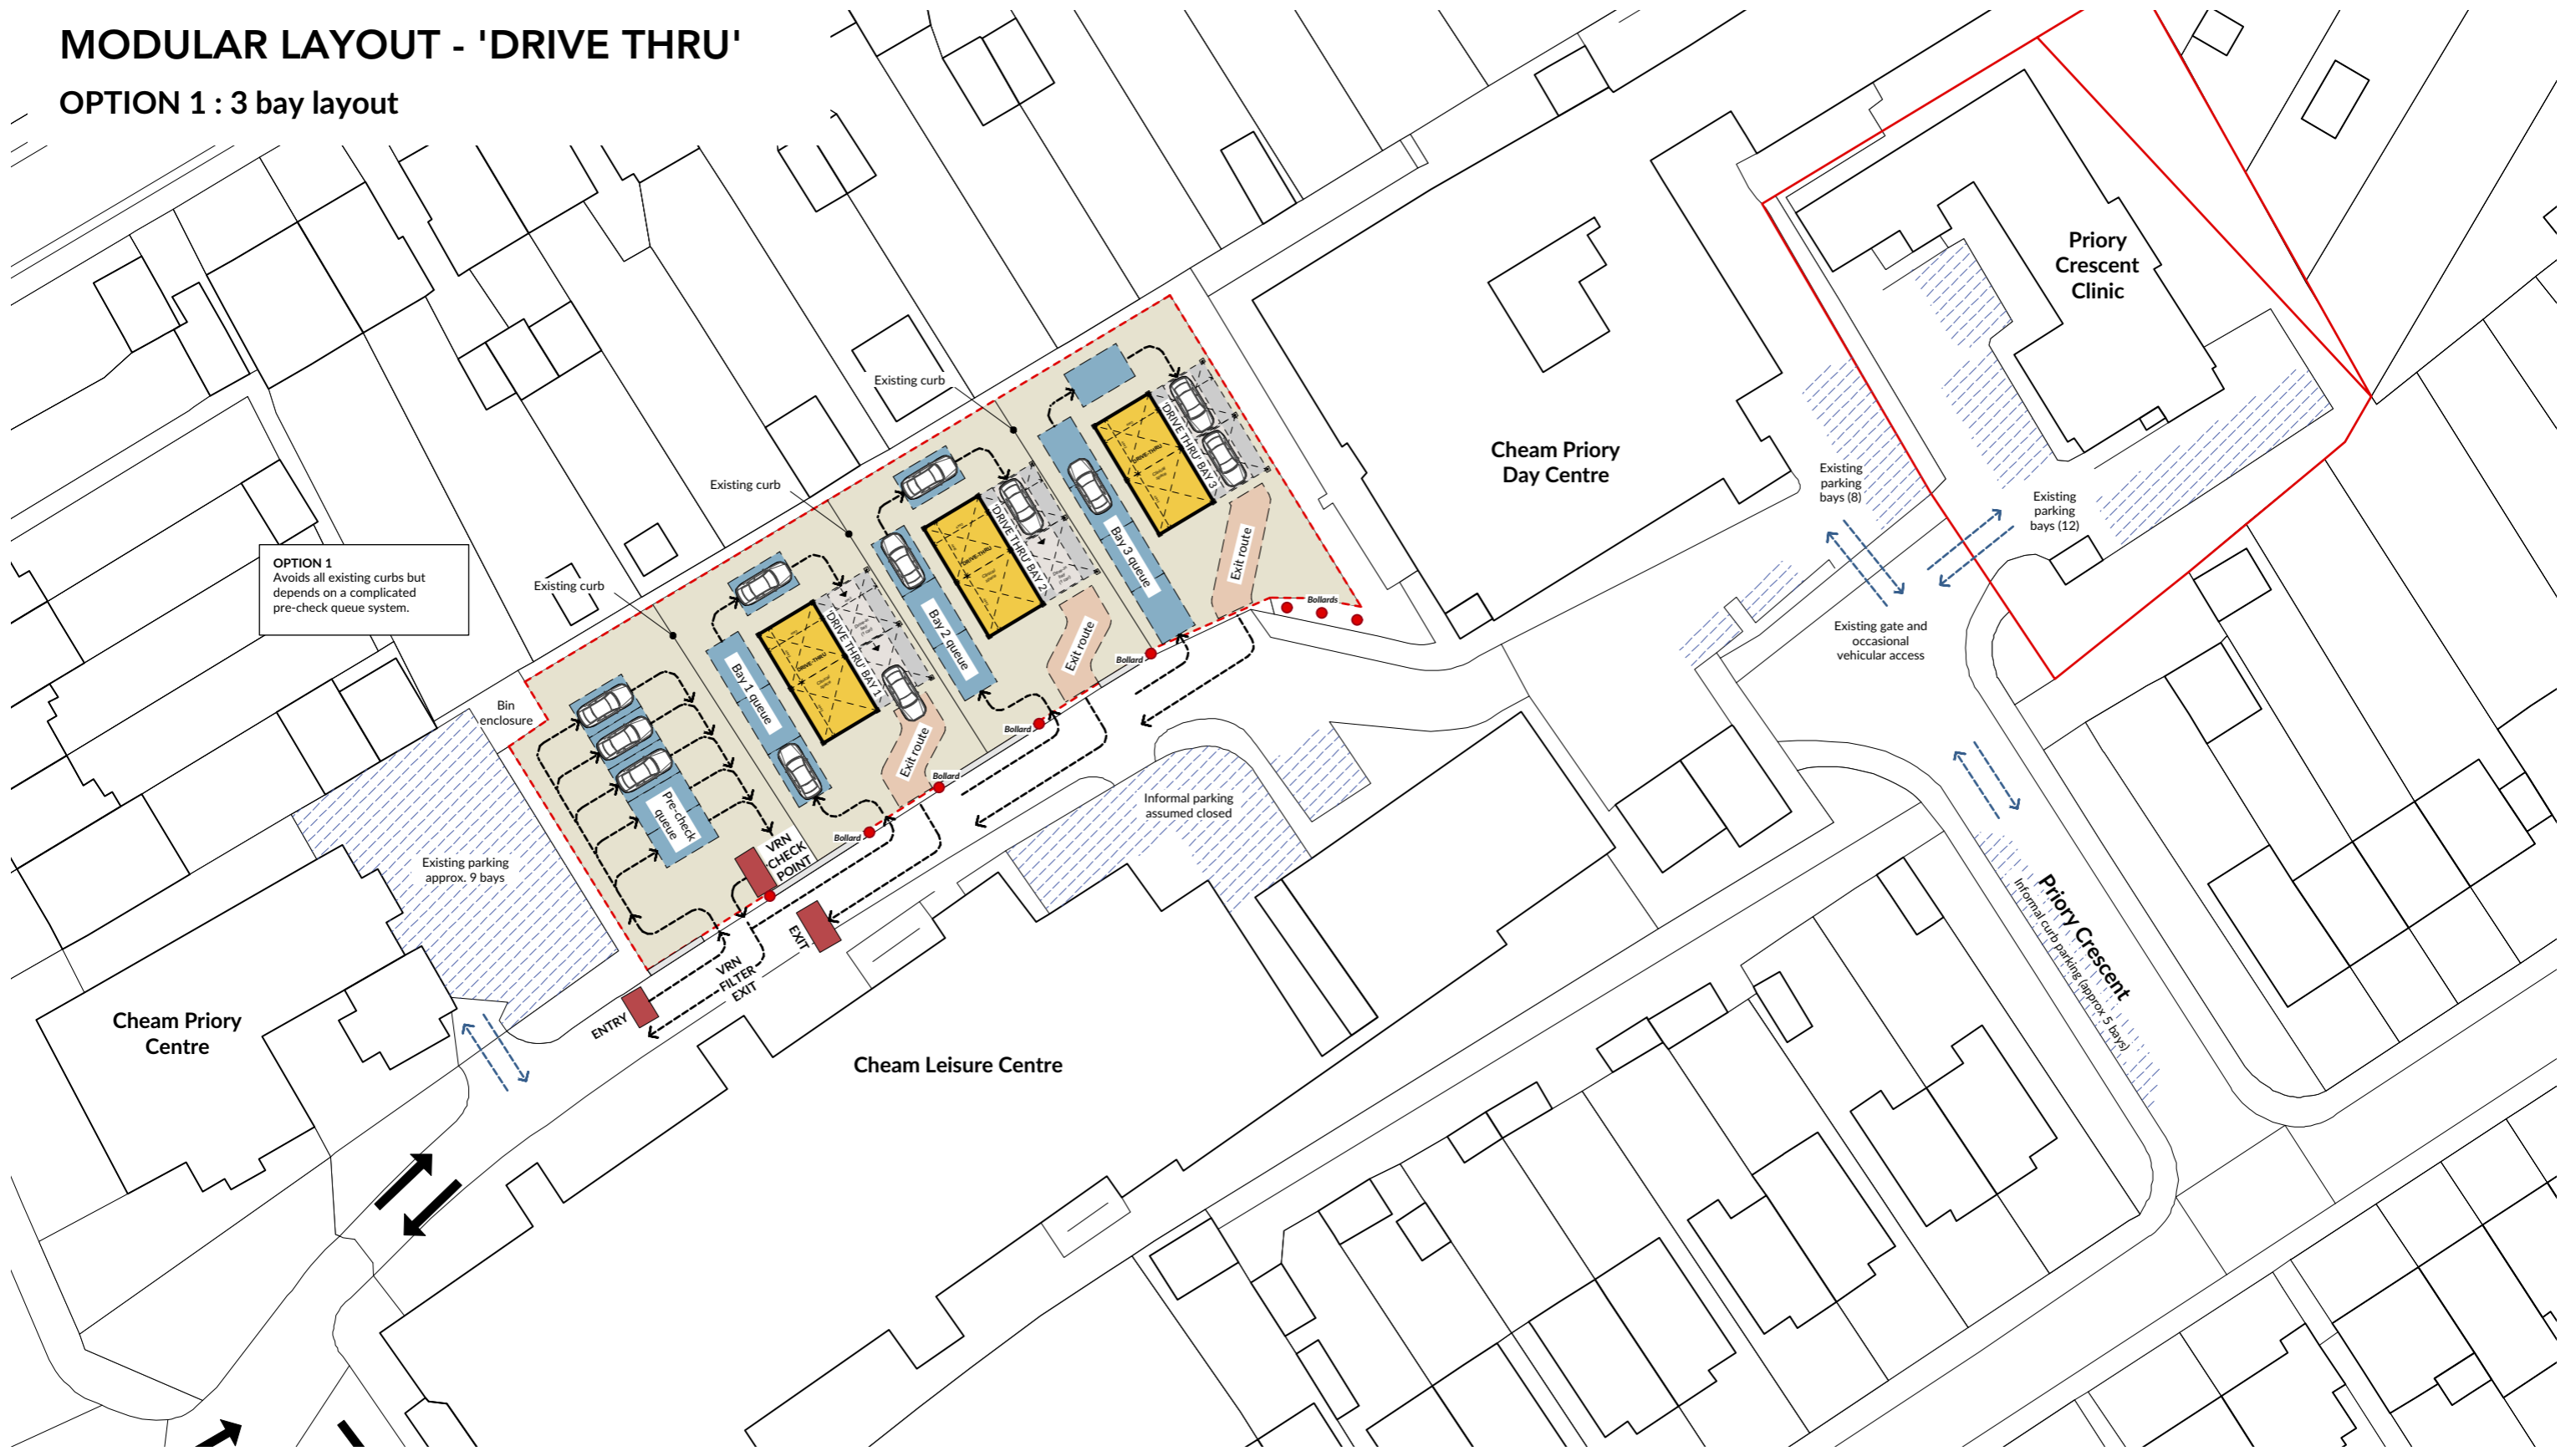 MODULAR LAYOUT - 'DRIVE THRU'
OPTION 1 : 3 bay layout
Priory
Crescent
Clinic
Existing curb
Cheam Priory
Day Centre
Existing
parking
bays (8)
Existing
parking
bays (12)
Existing curb
OPTION 1
Avoids all existing curbs but
depends on a complicated
pre-check queue system.
Existing curb
'DRIVE THRU' BAY 3
DRIVE-THRU
Bay 3 queue
Exit route
Bollards
'DRIVE THRU' BAY 2
DRIVE-THRU
Bay 2 queue
Exit route
Bollard
Existing gate and
occasional
vehicular access
'DRIVE THRU' BAY 1
DRIVE-THRU
Bay 1 queue
Exit route
Bollard
Bin
enclosure
Bollard
Bollard
Pre-check
queue
Informal parking
assumed closed
VRN
CHECK
POINT
Existing parking
approx. 9 bays
EXIT
VRN
FILTER
EXIT
ENTRY
Priory Crescent
Informal curb parking (approx 5 bays)
Cheam Priory
Centre
Cheam Leisure Centre